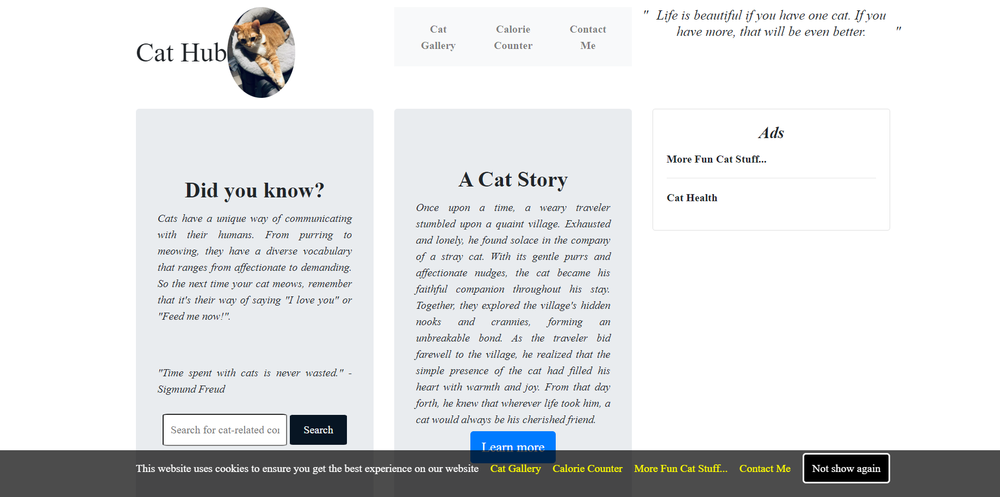 Cat Hub
Cat
Gallery
Calorie
Counter
Contact
Me
" Life is beautiful if you have one cat. If you
have more, that will be even better. "
Did you know?
Cats have a unique way of communicating
with their humans. From purring to
meowing, they have a diverse vocabulary
that ranges from affectionate to demanding.
So the next time your cat meows, remember
that it's their way of saying "I love you" or
"Feed me now!".
"Time spent with cats is never wasted." -
Sigmund Freud
Search for cat-related con
Search
A Cat Story
Once upon a time, a weary traveler
stumbled upon a quaint village. Exhausted
and lonely, he found solace in the company
of a stray cat. With its gentle purrs and
affectionate nudges, the cat became his
faithful companion throughout his stay.
Together, they explored the village's hidden
nooks and crannies, forming an
unbreakable bond. As the traveler bid
farewell to the village, he realized that the
simple presence of the cat had filled his
heart with warmth and joy. From that day
forth, he knew that wherever life took him, a
cat would always be his cherished friend.
Learn more
Ads
More Fun Cat Stuff...
Cat Health
This website uses cookies to ensure you get the best experience on our website Cat Gallery Calorie Counter More Fun Cat Stuff... Contact Me Not show again